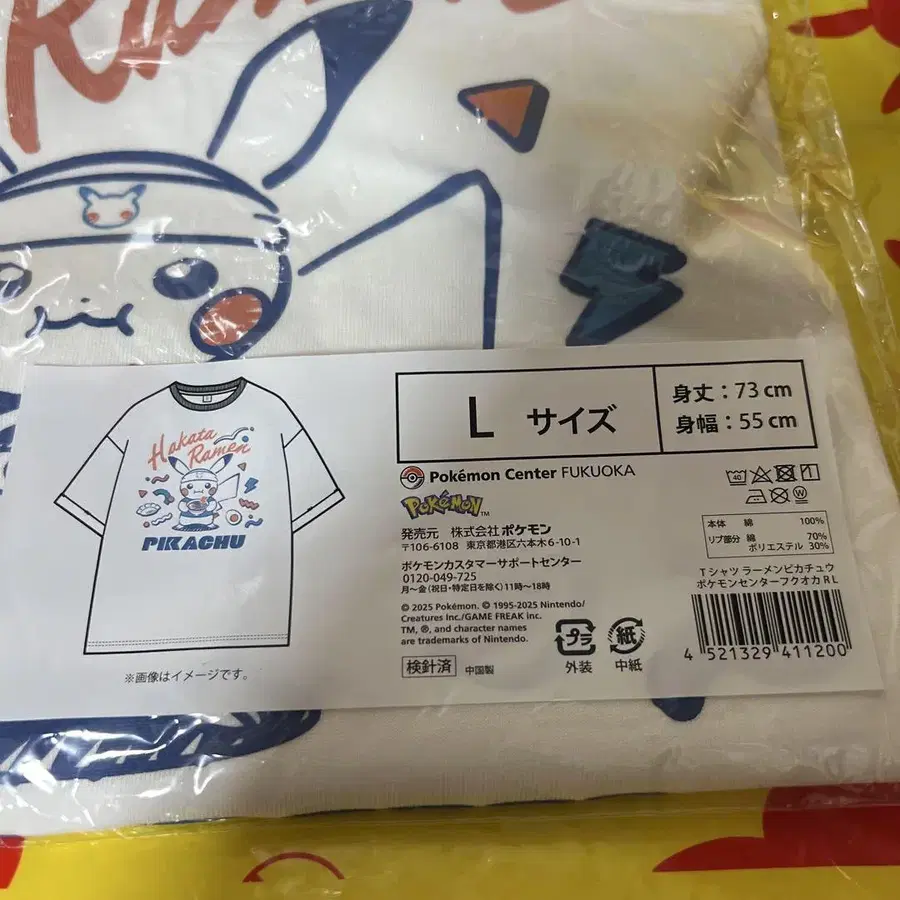 Ramen
Hakata
Ramen
PIKACHU
※画像はイメージです。
L サイズ
身丈:73cm
身幅:55cm
Pokémon Center FUKUOKA
POKéMON™
発売元 株式会社ポケモン
〒106-6108 東京都港区六本木6-10-1
ポケモンカスタマーサポートセンター
0120-049-725
月~金(祝日・特定日を除く)11時~18時
© 2025 Pokémon. © 1995-2025 Nintendo/
Creatures Inc./GAME FREAK inc.
TM, ®, and character names
are trademarks of Nintendo.
検針済 中国製
プラ
外装
紙
中紙
40
本体 綿 100%
リブ部分 綿 70%
ポリエステル 30%
Tシャツ ラーメンピカチュウ
ポケモンセンターフクオカ R L
4 521329 411200